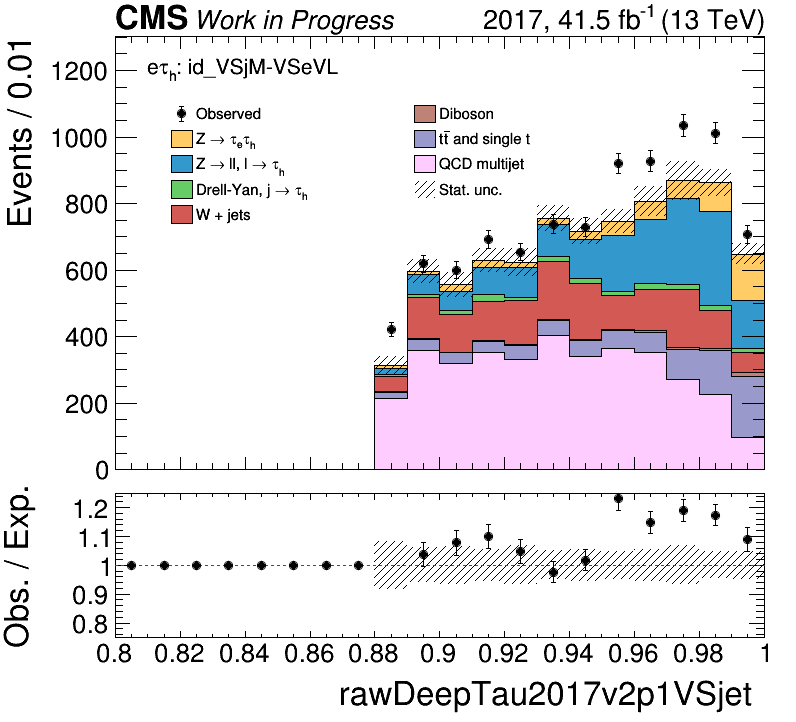 CMS Work in Progress 2017, 41.5 fb⁻¹ (13 TeV)
Events / 0.01
1200
1000
800
600
400
200
0
eτₕ: id_VSjM-VSeVL
Observed
Z → τₑτₕ
Z → ll, l → τₕ
Drell-Yan, j → τₕ
W + jets
Diboson
tt̄ and single t
QCD multijet
Stat. unc.
Obs. / Exp.
1.2
1.1
1
0.9
0.8
0.8 0.82 0.84 0.86 0.88 0.9 0.92 0.94 0.96 0.98 1
rawDeepTau2017v2p1VSjet